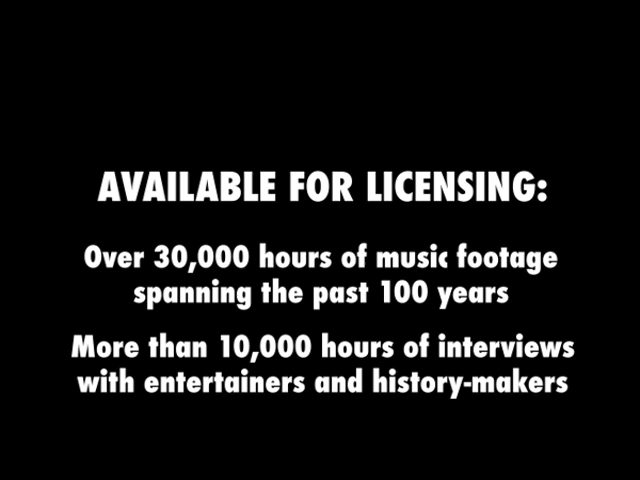 AVAILABLE FOR LICENSING:
Over 30,000 hours of music footage
spanning the past 100 years
More than 10,000 hours of interviews
with entertainers and history-makers